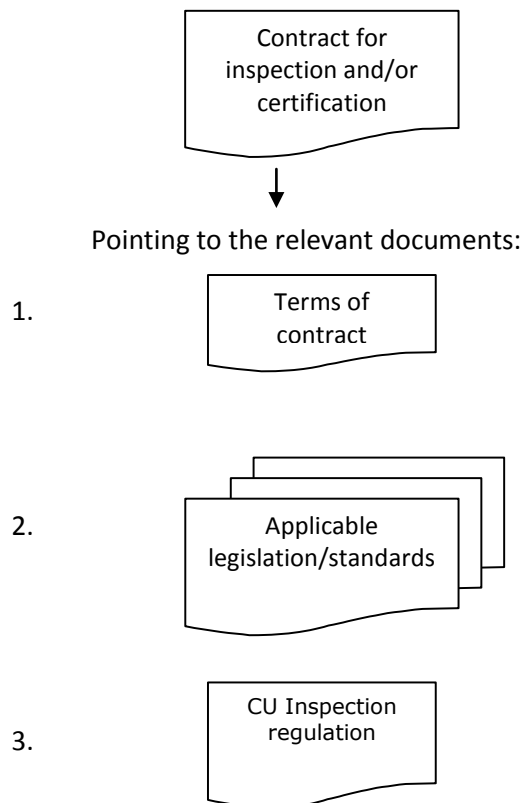 Contract for
inspection and/or
certification
Pointing to the relevant documents:
1.
Terms of
contract
2.
Applicable
legislation/standards
3.
CU Inspection
regulation